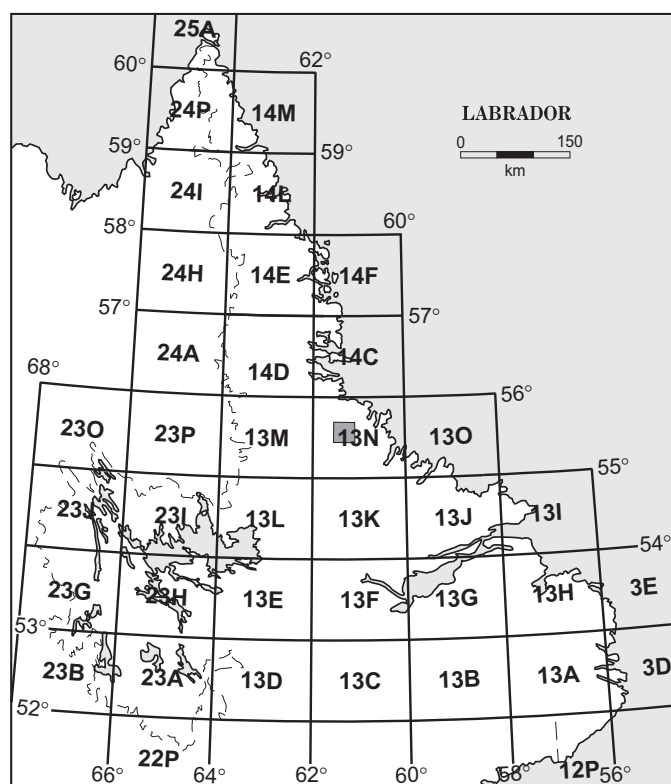 25A
60°
62°
24P
14M
LABRADOR
0 150
km
59°
59°
24I
14L
58°
60°
24H
14E
14F
57°
57°
24A
14D
14C
68°
56°
23O
23P
13M
13N
13O
55°
23J
23I
13L
13K
13J
13I
54°
23G
23H
13E
13F
13G
13H
3E
53°
23B
23A
13D
13C
13B
13A
3D
52°
22P
12P
66°
64°
62°
60°
58°
56°